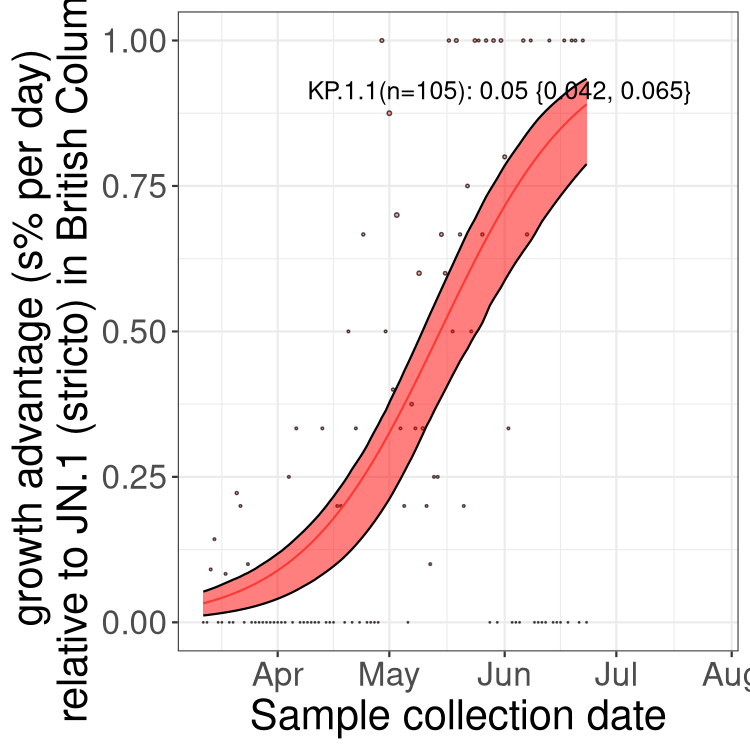 growth advantage (s% per day)
relative to JN.1 (stricto) in British Colum
1.00
0.75
0.50
0.25
0.00
KP.1.1(n=105): 0.05 {0.042, 0.065}
Apr May Jun Jul Aug
Sample collection date